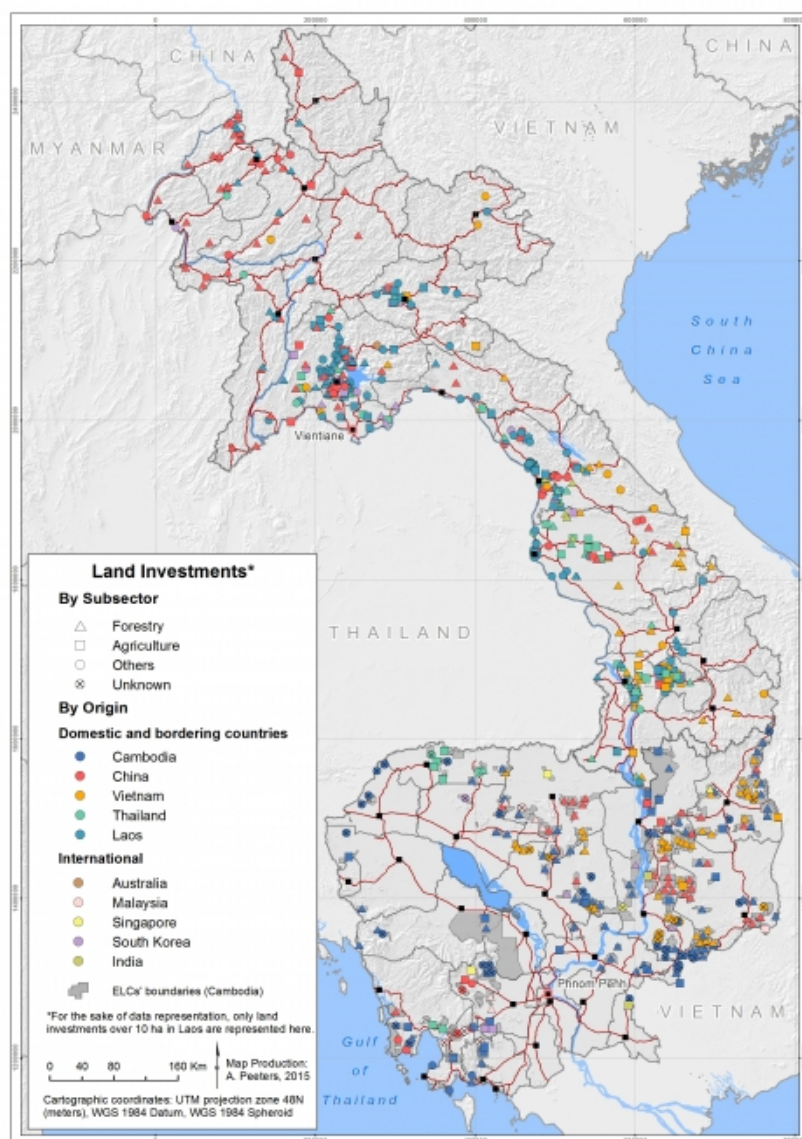 CHINA
CHINA
VIETNAM
MYANMAR
South
China
Sea
Vientiane
THAILAND
Land Investments*
By Subsector
Forestry
Agriculture
Others
Unknown
By Origin
Domestic and bordering countries
Cambodia
China
Vietnam
Thailand
Laos
International
Australia
Malaysia
Singapore
South Korea
India
ELCs' boundaries (Cambodia)
*For the sake of data representation, only land
investments over 10 ha in Laos are represented here.
0 40 80 160 Km
Map Production:
A. Peeters, 2015
Cartographic coordinates: UTM projection zone 48N
(meters), WGS 1984 Datum, WGS 1984 Spheroid
Phnom Penh
VIETNAM
Gulf
of
Thailand